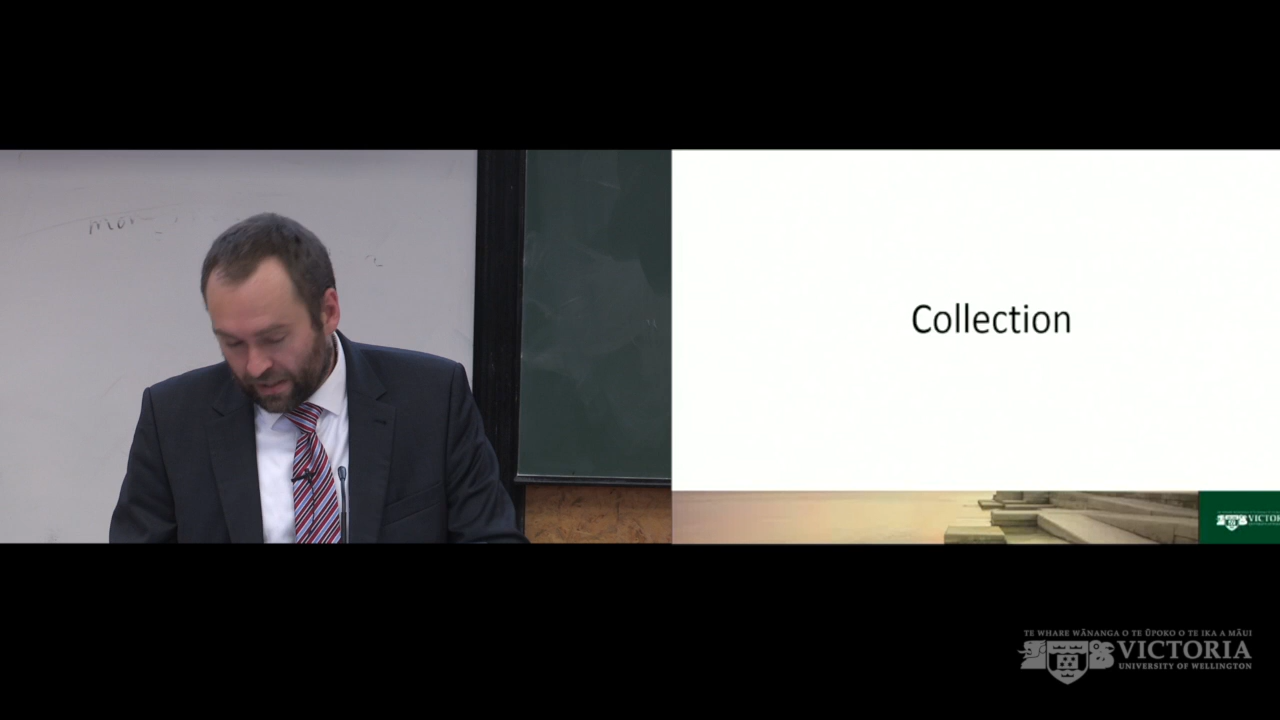 Collection
TE WHARE WĀNANGA O TE ŪPOKO O TE IKA A MĀUI
VICTORIA
UNIVERSITY OF WELLINGTON